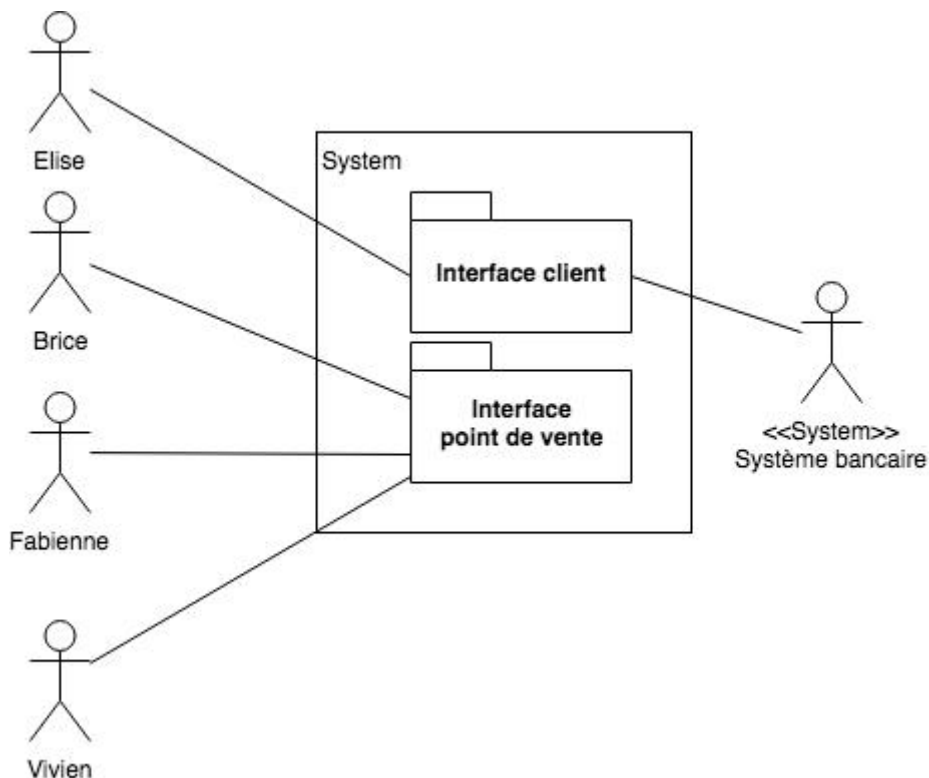 Elise
System
Interface client
Brice
Interface
point de vente
<<System>>
Système bancaire
Fabienne
Vivien